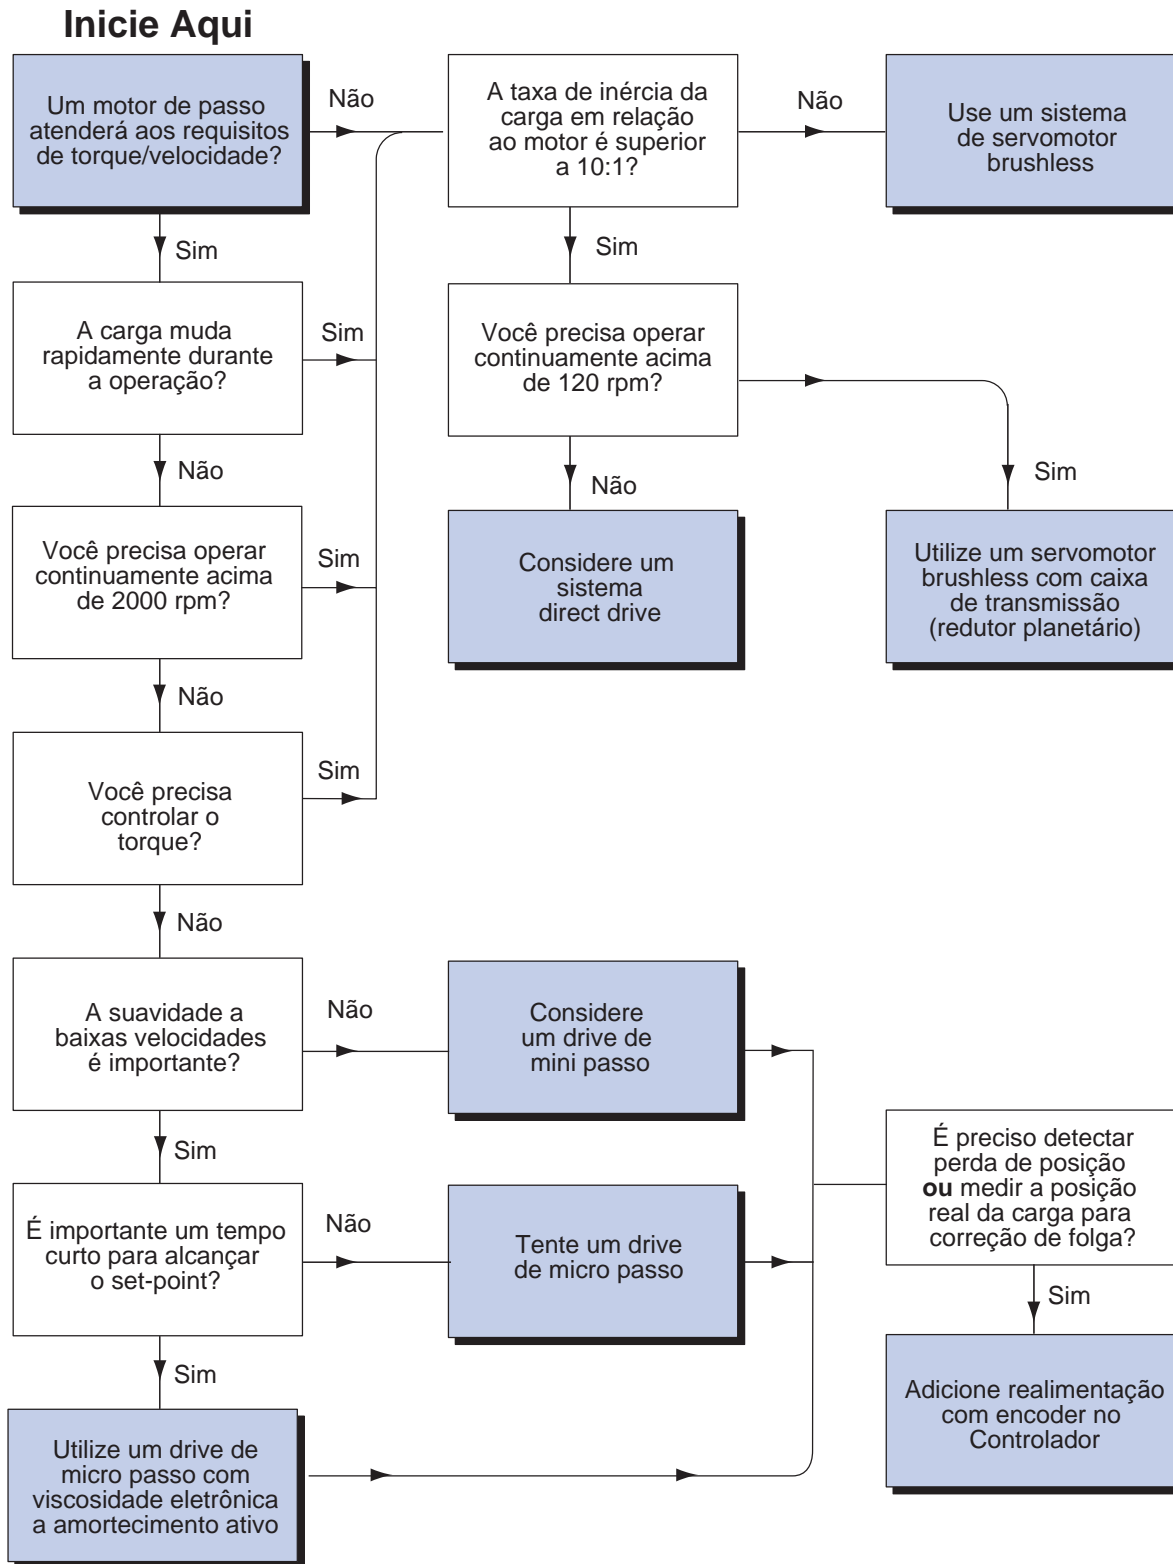 Inicie Aqui
Um motor de passo
atenderá aos requisitos
de torque/velocidade?
Não
A taxa de inércia da
carga em relação
ao motor é superior
a 10:1?
Não
Use um sistema
de servomotor
brushless
Sim
Sim
A carga muda
rapidamente durante
a operação?
Sim
Você precisa operar
continuamente acima
de 120 rpm?
Não
Não
Sim
Você precisa operar
continuamente acima
de 2000 rpm?
Sim
Considere um
sistema
direct drive
Utilize um servomotor
brushless com caixa
de transmissão
(redutor planetário)
Não
Você precisa
controlar o
torque?
Sim
Não
A suavidade a
baixas velocidades
é importante?
Não
Considere
um drive de
mini passo
Sim
É preciso detectar
perda de posição
ou medir a posição
real da carga para
correção de folga?
É importante um tempo
curto para alcançar
o set-point?
Não
Tente um drive
de micro passo
Sim
Sim
Utilize um drive de
micro passo com
viscosidade eletrônica
a amortecimento ativo
Adicione realimentação
com encoder no
Controlador